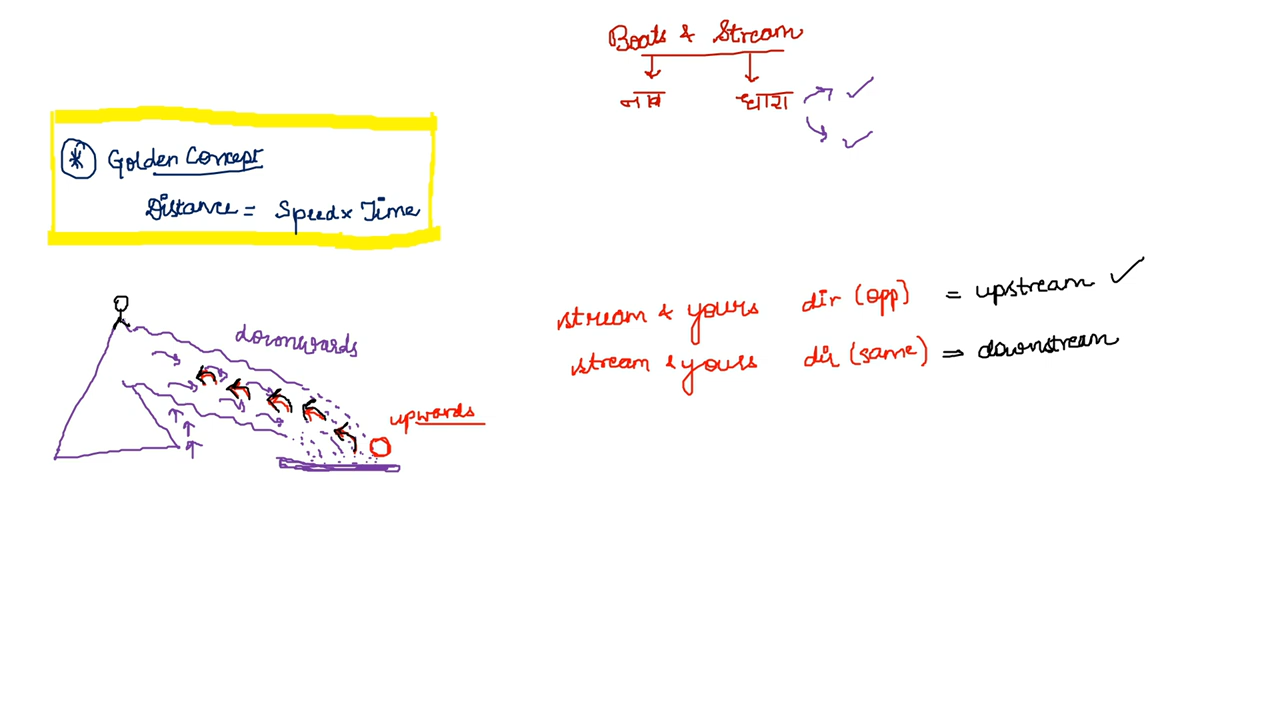 Boats & Stream
नाव धारा
* Golden Concept
Distance = Speed x Time
downwards
upwards
stream & yours dir (opp) = upstream ✓
stream & yours dir (same) ⇒ downstream